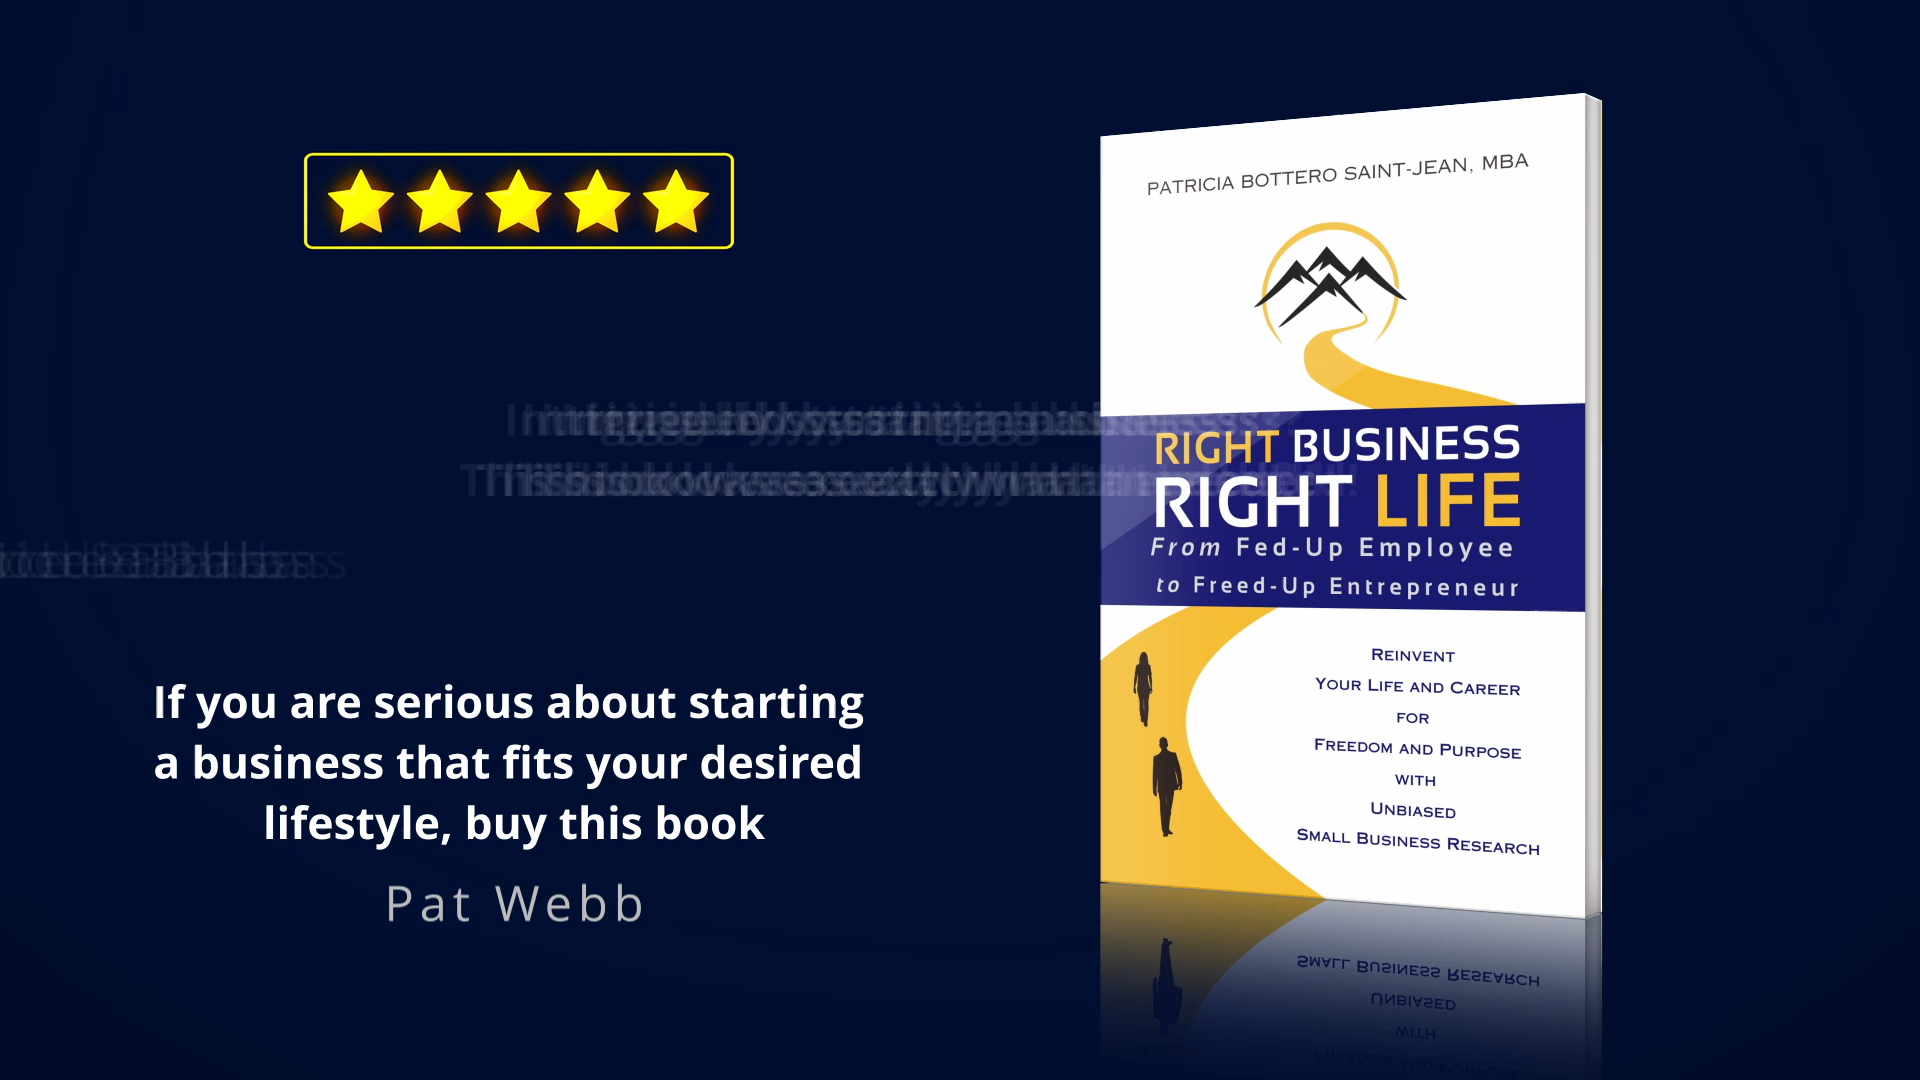 PATRICIA BOTTERO SAINT-JEAN, MBA
RIGHT BUSINESS
RIGHT LIFE
From Fed-Up Employee
to Freed-Up Entrepreneur
REINVENT
YOUR LIFE AND CAREER
FOR
FREEDOM AND PURPOSE
WITH
UNBIASED
SMALL BUSINESS RESEARCH
If you are serious about starting
a business that fits your desired
lifestyle, buy this book
Pat Webb